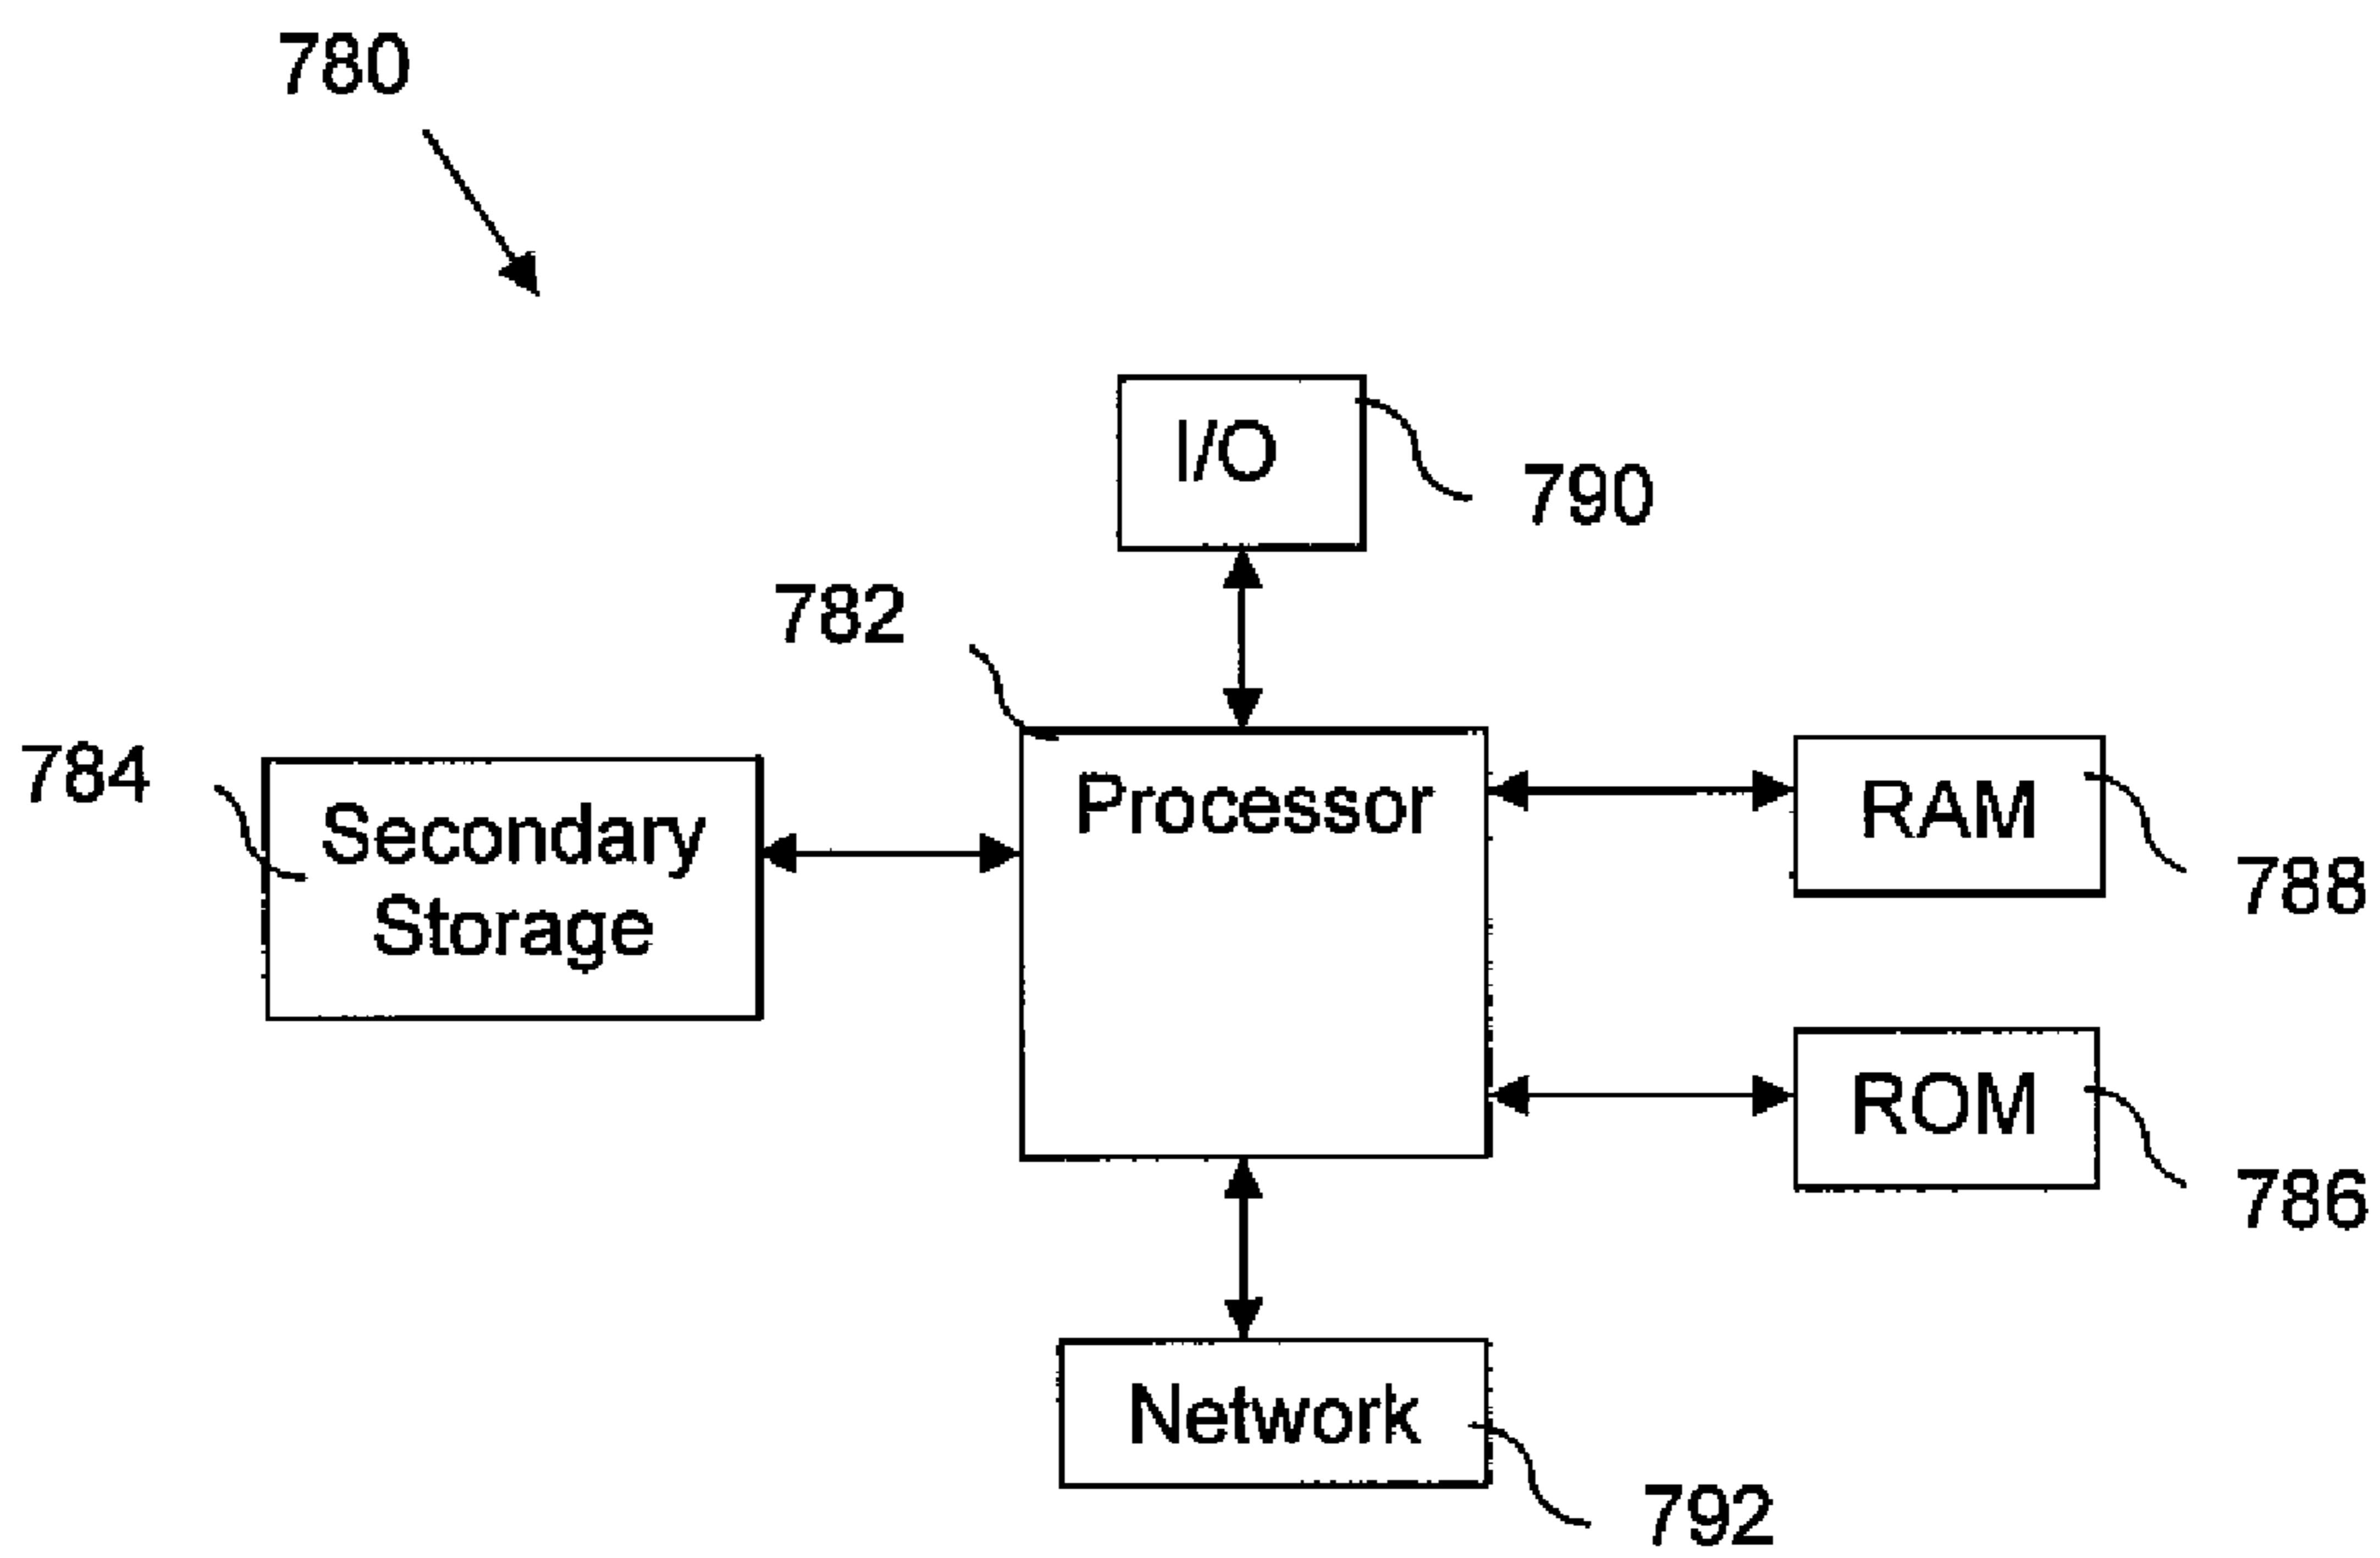 780
I/O
790
782
784
Secondary
Storage
Processor
RAM
788
ROM
786
Network
792